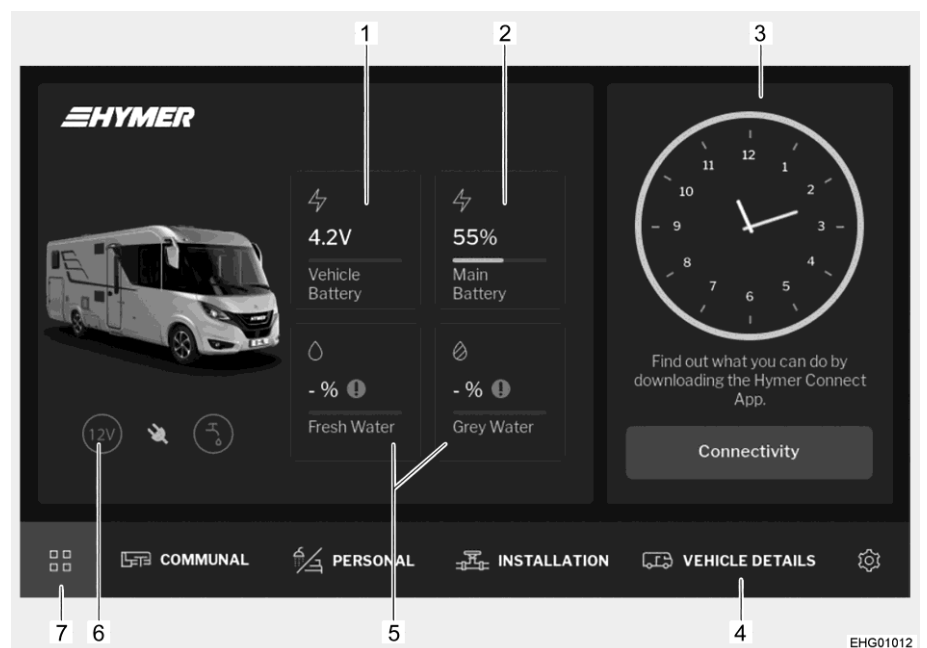 1
2
3
HYMER
4.2V
Vehicle
Battery
55%
Main
Battery
- %
Fresh Water
- %
Grey Water
12V
12
1
2
3
4
5
6
7
8
9
10
11
Find out what you can do by
downloading the Hymer Connect
App.
Connectivity
COMMUNAL
PERSONAL
INSTALLATION
VEHICLE DETAILS
7
6
5
4
EHG01012